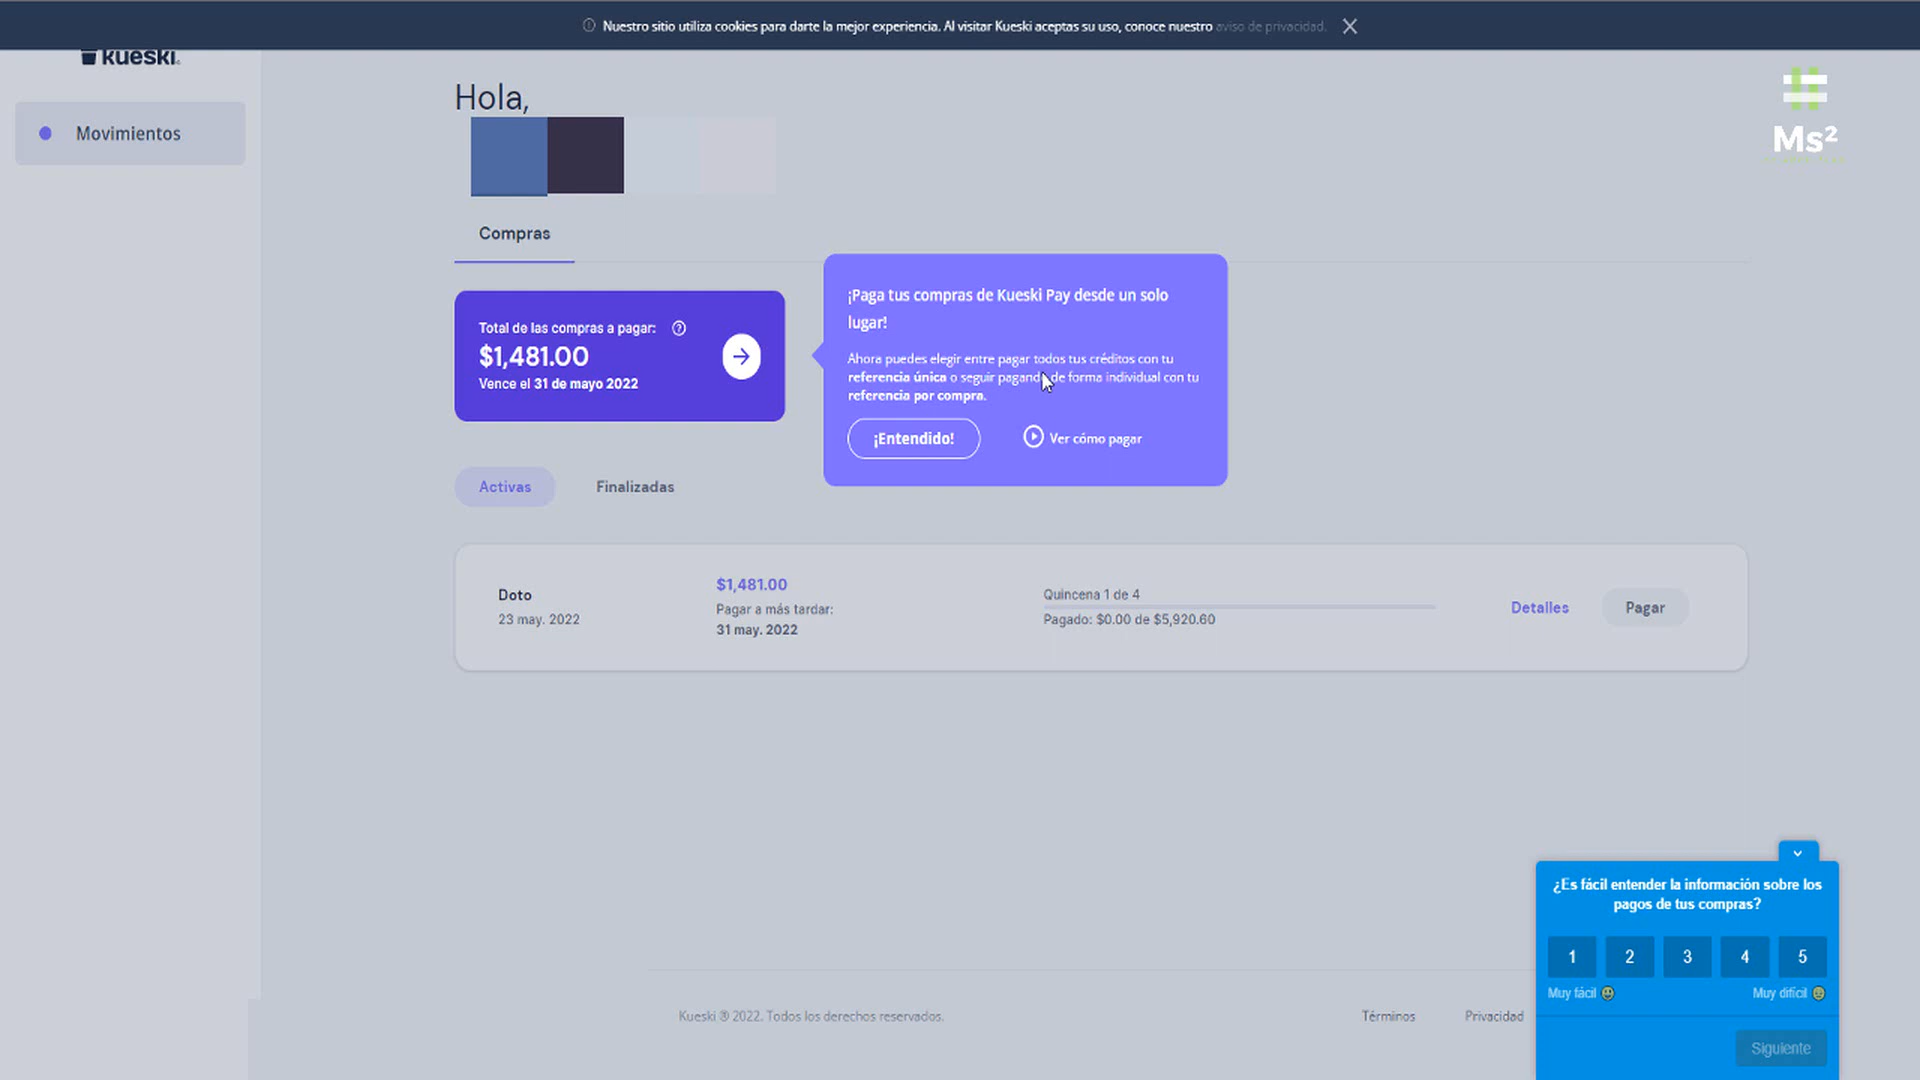 Nuestro sitio utiliza cookies para darte la mejor experiencia. Al visitar Kueski aceptas su uso, conoce nuestro aviso de privacidad.
kueski
Movimientos
Hola,
Ms²
Compras
Total de las compras a pagar:
$1,481.00
Vence el 31 de mayo 2022
¡Paga tus compras de Kueski Pay desde un solo
lugar!
Ahora puedes elegir entre pagar todos tus créditos con tu
referencia única o seguir pagando de forma individual con tu
referencia por compra.
¡Entendido!
Ver cómo pagar
Activas
Finalizadas
Doto
23 may. 2022
$1,481.00
Pagar a más tardar:
31 may. 2022
Quincena 1 de 4
Pagado: $0.00 de $5,920.60
Detalles
Pagar
¿Es fácil entender la información sobre los
pagos de tus compras?
1 2 3 4 5
Muy fácil
Muy difícil
Siguiente
Kueski ® 2022. Todos los derechos reservados.
Términos
Privacidad